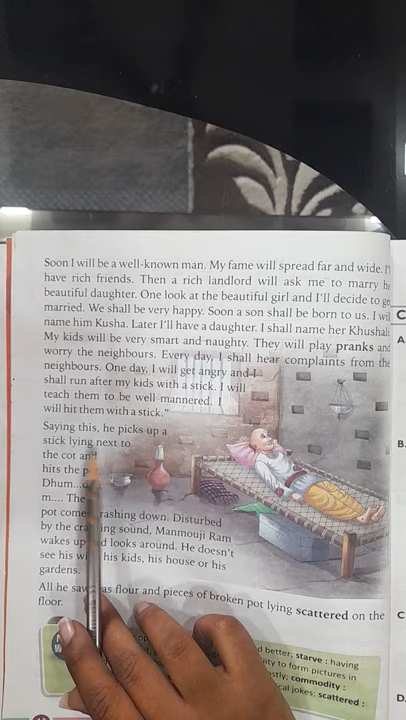 Soon I will be a well-known man. My fame will spread far and wide.
have rich friends. Then a rich landlord will ask me to marry
beautiful daughter. One look at the beautiful girl and I'll decide to
married. We shall be very happy. Soon a son shall be born to us. I
name him Kusha. Later I'll have a daughter. I shall name her Khushali
My kids will be very smart and naughty. They will play pranks and
worry the neighbours. Every day, I shall hear complaints from the
neighbours. One day, I will get angry and I
shall run after my kids with a stick. I will
teach them to be well mannered. I
will hit them with a stick."
Saying this, he picks up a
stick lying next to
the cot and
hits the
Dhum...
m.... The
pot comes crashing down. Disturbed
by the sound, Manmouji Ram
wakes up and looks around. He doesn't
see his his kids, his house or his
gardens.
All he saw flour and pieces of broken pot lying scattered on the
floor.
better; starve : having
to form pictures in
commodity :
scattered :
C
A
B.
C
D.